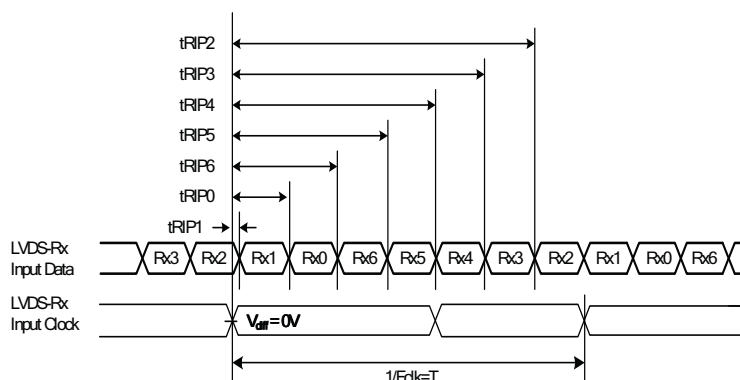 tRIP2
tRIP3
tRIP4
tRIP5
tRIP6
tRIP0
tRIP1
LVDS-Rx
Input Data
Rx3 Rx2 Rx1 Rx0 Rx6 Rx5 Rx4 Rx3 Rx2 Rx1 Rx0 Rx6
LVDS-Rx
Input Clock
Vdiff = 0V
1/Fclk=T